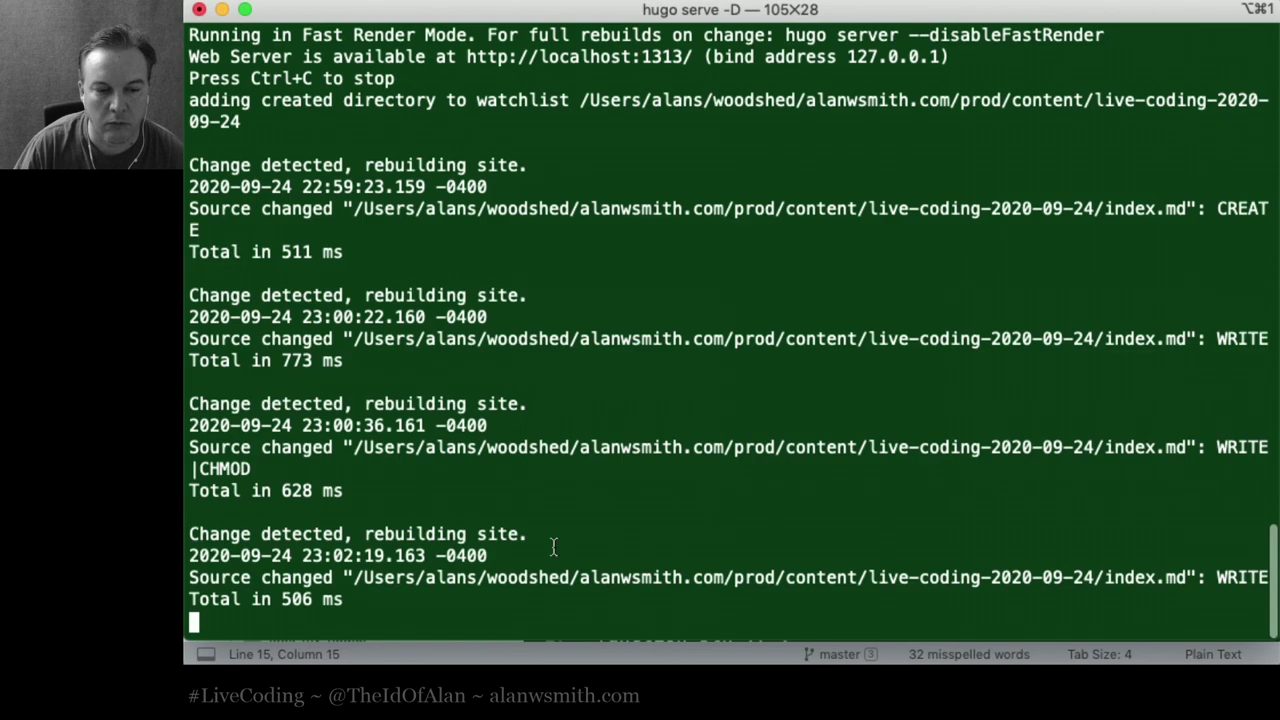 hugo serve -D — 105×28
⌥⌘1
Running in Fast Render Mode. For full rebuilds on change: hugo server --disableFastRender
Web Server is available at http://localhost:1313/ (bind address 127.0.0.1)
Press Ctrl+C to stop
adding created directory to watchlist /Users/alans/woodshed/alanwsmith.com/prod/content/live-coding-2020-
09-24
Change detected, rebuilding site.
2020-09-24 22:59:23.159 -0400
Source changed "/Users/alans/woodshed/alanwsmith.com/prod/content/live-coding-2020-09-24/index.md": CREAT
E
Total in 511 ms
Change detected, rebuilding site.
2020-09-24 23:00:22.160 -0400
Source changed "/Users/alans/woodshed/alanwsmith.com/prod/content/live-coding-2020-09-24/index.md": WRITE
Total in 773 ms
Change detected, rebuilding site.
2020-09-24 23:00:36.161 -0400
Source changed "/Users/alans/woodshed/alanwsmith.com/prod/content/live-coding-2020-09-24/index.md": WRITE
|CHMOD
Total in 628 ms
Change detected, rebuilding site.
2020-09-24 23:02:19.163 -0400
Source changed "/Users/alans/woodshed/alanwsmith.com/prod/content/live-coding-2020-09-24/index.md": WRITE
Total in 506 ms
Line 15, Column 15
master 3
32 misspelled words
Tab Size: 4
Plain Text
#LiveCoding ~ @TheIdOfAlan ~ alanwsmith.com